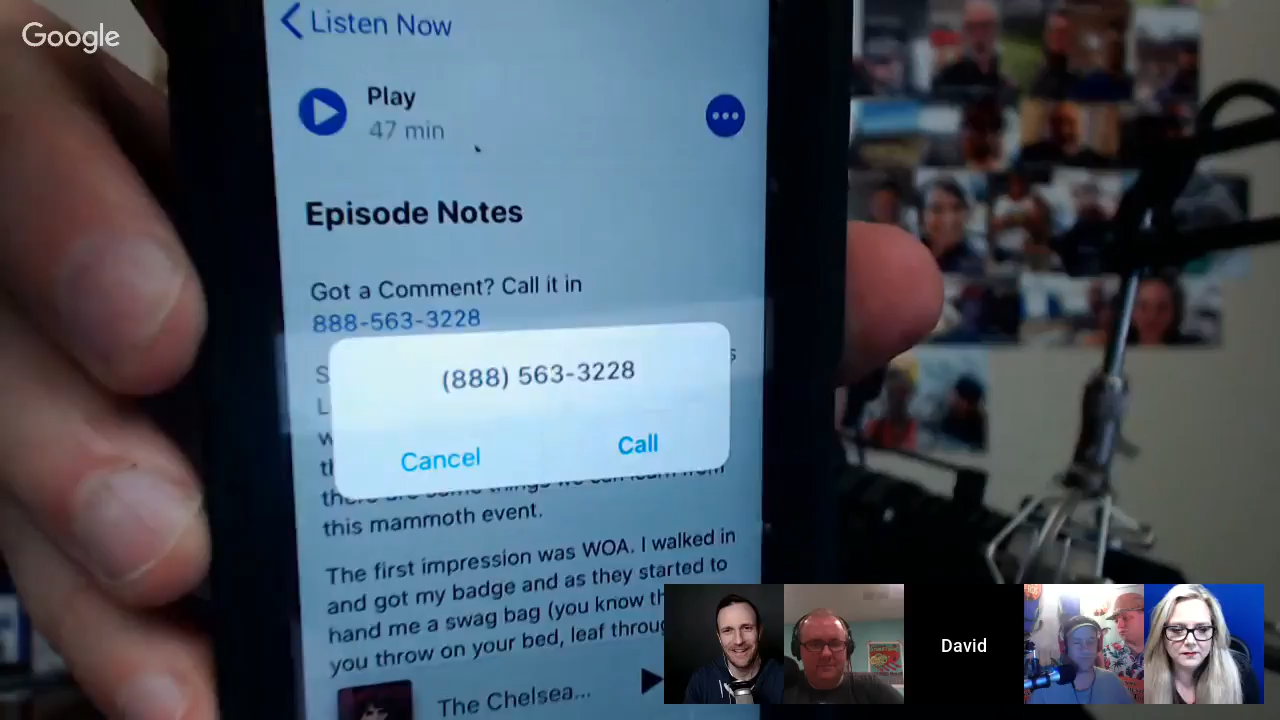 Google
Listen Now
Play
47 min
Episode Notes
Got a Comment? Call it in
888-563-3228
(888) 563-3228
Cancel
Call
this mammoth event.
The first impression was WOA. I walked in
and got my badge and as they started to
hand me a swag bag (you know
you throw on your bed, leaf
The Chelsea...
David